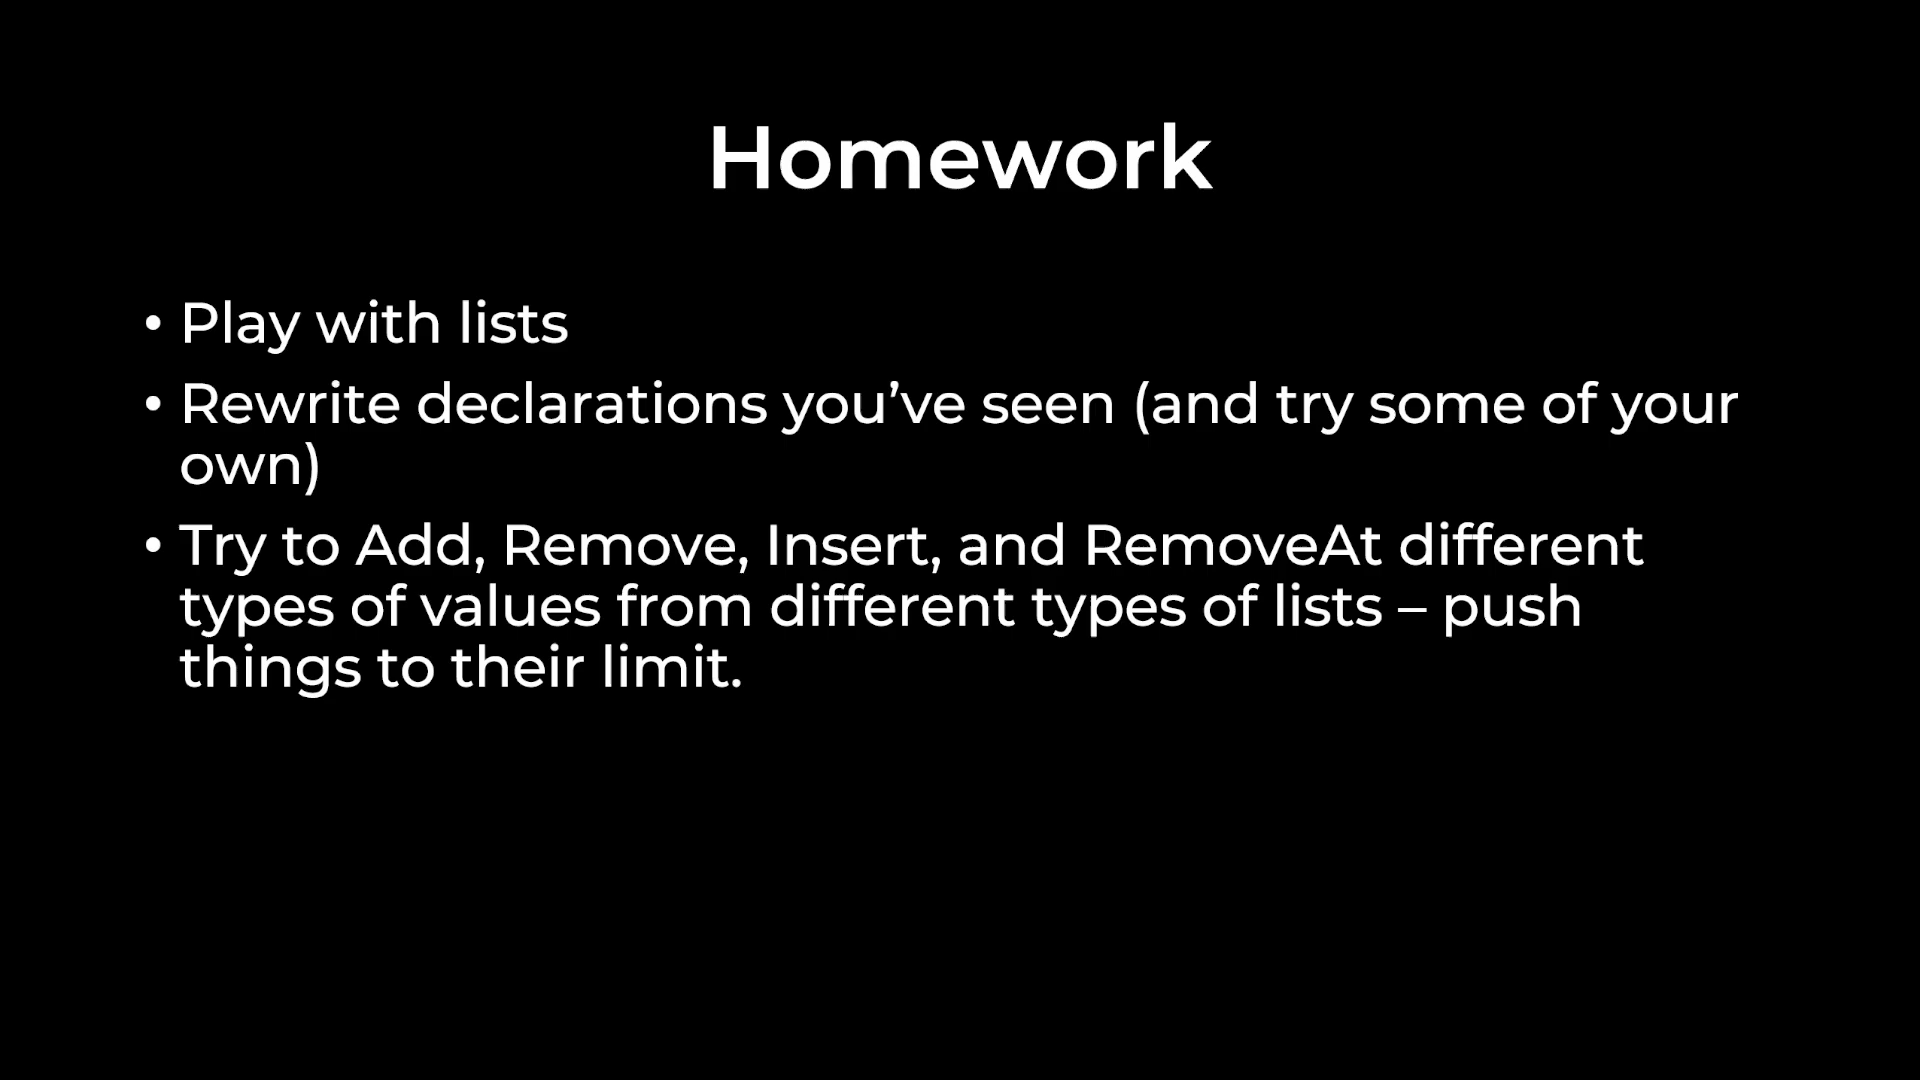 Homework
• Play with lists
• Rewrite declarations you’ve seen (and try some of your
own)
• Try to Add, Remove, Insert, and RemoveAt different
types of values from different types of lists – push
things to their limit.